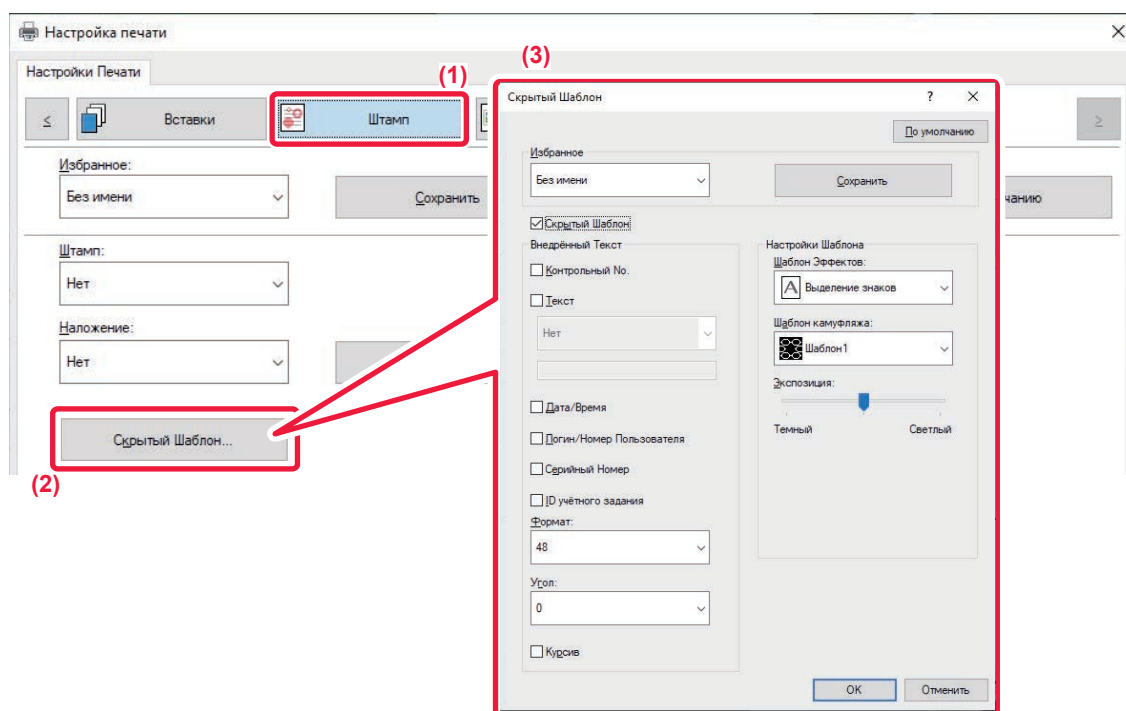 Настройка печати
Настройки Печати
(1)
(3)
Вставки
Штамп
Избранное:
Без имени
Сохранить
чанию
Штамп:
Нет
Наложение:
Нет
Скрытый Шаблон...
(2)
Скрытый Шаблон
?
По умолчанию
Избранное
Без имени
Сохранить
Скрытый Шаблон
Внедрённый Текст
Контрольный No.
Текст
Нет
Дата/Время
Логин/Номер Пользователя
Серийный Номер
ID учётного задания
Формат:
48
Угол:
0
Курсив
Настройки Шаблона
Шаблон Эффектов:
A Выделение знаков
Шаблон камуфляжа:
Шаблон1
Экспозиция:
Темный Светлый
OK Отменить